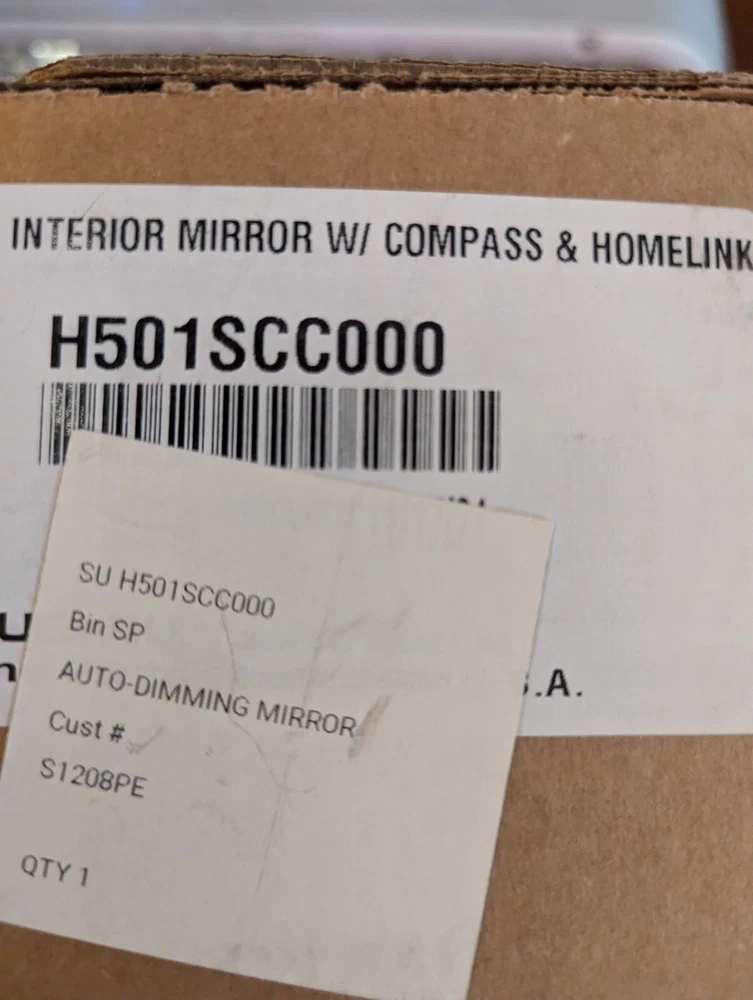 INTERIOR MIRROR W/ COMPASS & HOMELINK
H501SCC000
SU H501SCC000
Bin SP
AUTO-DIMMING MIRROR
.A.
Cust #
S1208PE
QTY 1